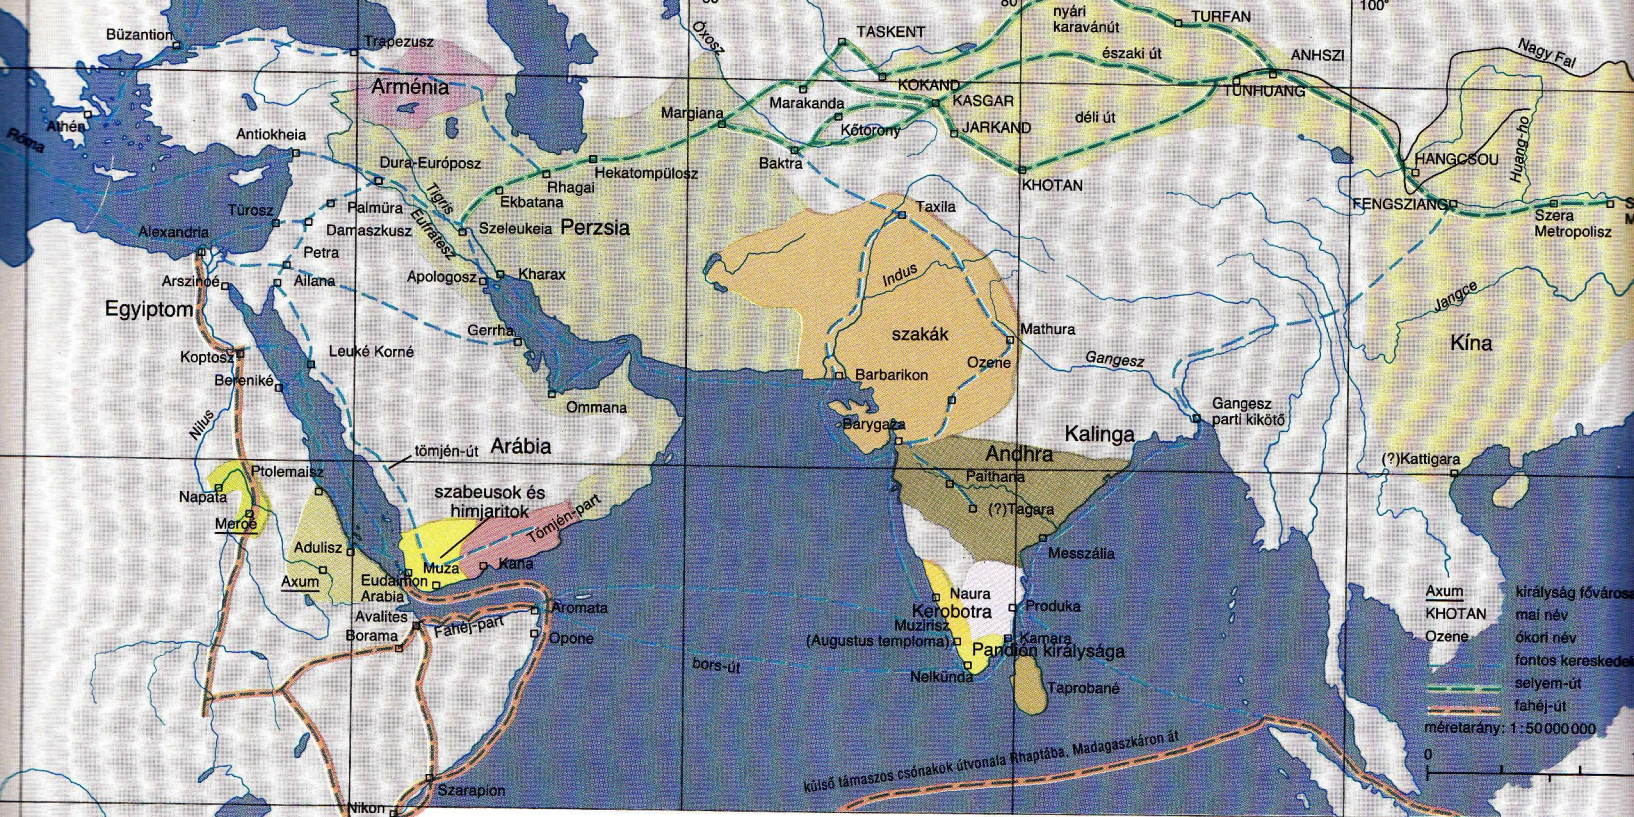 80°
100°
nyári
karavánút
TURFAN
Büzantion
Trapezusz
Óxosz
TASKENT
északi út
ANHSZI
Nagy Fal
Arménia
KOKAND
TUNHUANG
Athén
Margiana
Marakanda
KASGAR
déli út
Róma
Antiokheia
Kőtorony
JARKAND
Huang-ho
Dura-Európosz
Baktra
HANGCSOU
Hekatompülosz
Rhagai
KHOTAN
Tigris
Ekbatana
FENGSZIANG
Palmüra
Taxila
Türosz
Szera
Metropolisz
S
M
Alexandria
Damaszkusz
Eufratesz
Szeleukeia
Perzsia
Petra
Arszinoé
Ailana
Apologosz
Kharax
Indus
Jangce
Egyiptom
Gerrha
szakák
Mathura
Kína
Koptosz
Leuké Korné
Ozene
Gangesz
Bereniké
Barbarikon
Nílus
Ommana
Gangesz
parti kikötő
Barygaza
tömjén-út
Arábia
Kalinga
Andhra
(?)Kattigara
Ptolemaisz
Napata
Paithana
szabeusok és
himjaritok
Tömjén-part
(?)Tagara
Meroé
Adulisz
Messzália
Axum
Muza
Kana
Eudaimon
Arabia
Naura
Avalites
Aromata
Kerobotra
Produka
Borama
Fahéj-part
Opone
Muzirisz
(Augustus temploma)
Kamara
Pandión királysága
bors-út
Nelkünda
Taprobané
külső támaszos csónakok útvonala Rhaptába, Madagaszkáron át
Szarapion
Nikon
Axum királyság fővárosa
KHOTAN mai név
Ozene ókori név
fontos kereskedel
selyem-út
fahéj-út
méretarány: 1:50 000 000
0